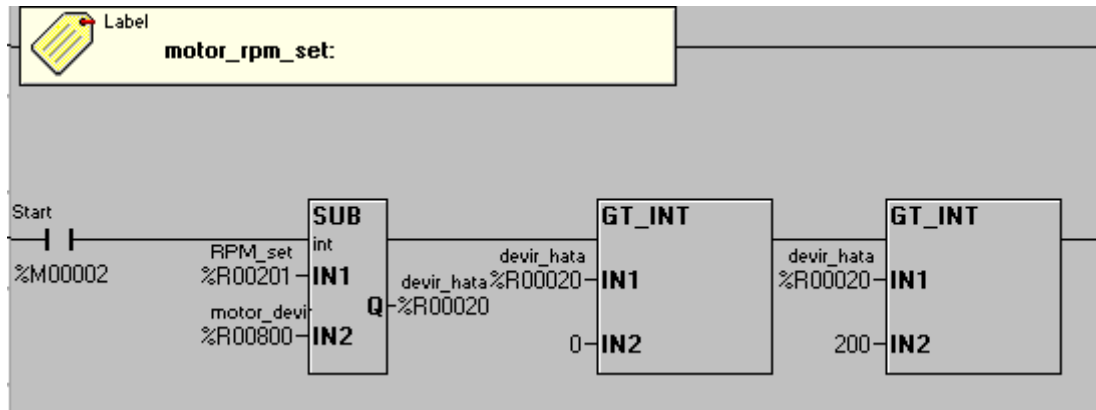 Label
motor_rpm_set:
Start
%M00002
SUB
int
RPM_set
%R00201
IN1
motor_devir
%R00800
IN2
Q
devir_hata
%R00020
GT_INT
devir_hata
%R00020
IN1
0
IN2
GT_INT
devir_hata
%R00020
IN1
200
IN2